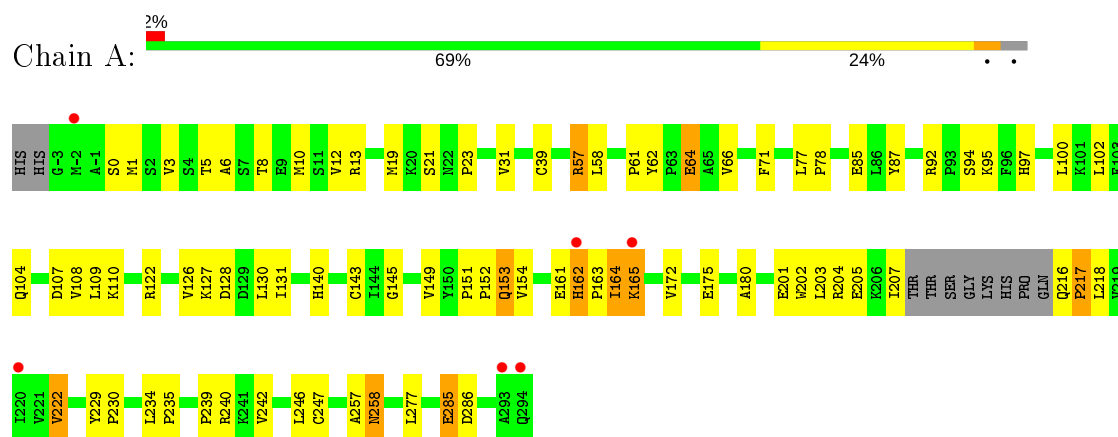 2%
Chain A:
69% 24% • •
HIS HIS G-3 M-2 A-1 S0 M1 S2 V3 S4 T5 A6 S7 T8 E9 M10 S11 V12 R13 M19 K20 S21 N22 P23 V31 C39 R57 L58 P61 Y62 P63 E64 A65 V66 F71 L77 P78 E85 L86 Y87 R92 P93 S94 K95 F96 H97 L100 K101 L102 E103
Q104 D107 V108 L109 K110 R122 V126 K127 D128 D129 L130 I131 H140 C143 I144 G145 V149 Y150 P151 P152 Q153 V154 E161 H162 P163 I164 K165 V172 E175 A180 E201 W202 L203 R204 E205 K206 I207 THR THR SER GLY LYS HIS PRO GLN Q216 P217 L218 V219
I220 V221 V222 Y229 P230 L234 P235 P239 R240 K241 V242 L246 C247 A257 N258 L277 E285 D286 A293 Q294